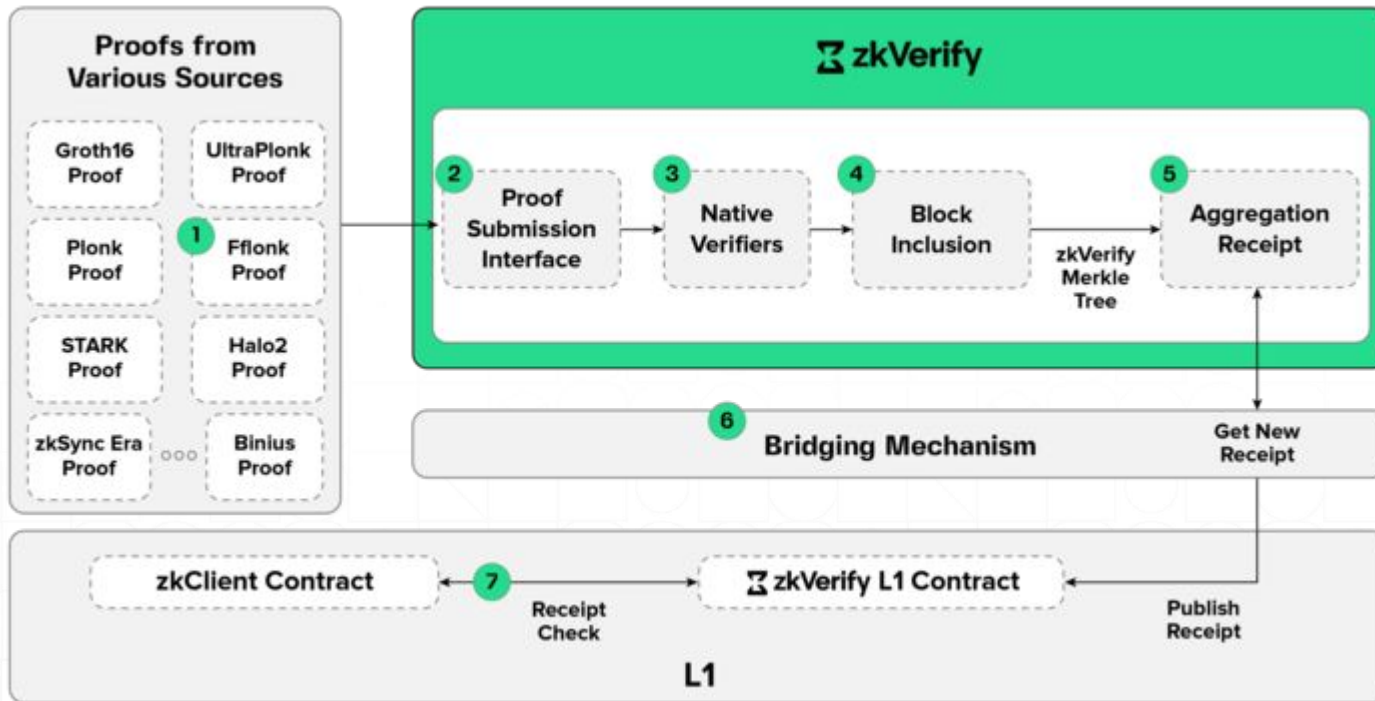 Proofs from
Various Sources
Groth16
Proof
UltraPlonk
Proof
Plonk
Proof
1
Fflonk
Proof
STARK
Proof
Halo2
Proof
zkSync Era
Proof
Binius
Proof
zkVerify
2
Proof
Submission
Interface
3
Native
Verifiers
4
Block
Inclusion
zkVerify
Merkle
Tree
5
Aggregation
Receipt
6
Bridging Mechanism
Get New
Receipt
zkClient Contract
7
Receipt
Check
zkVerify L1 Contract
Publish
Receipt
L1